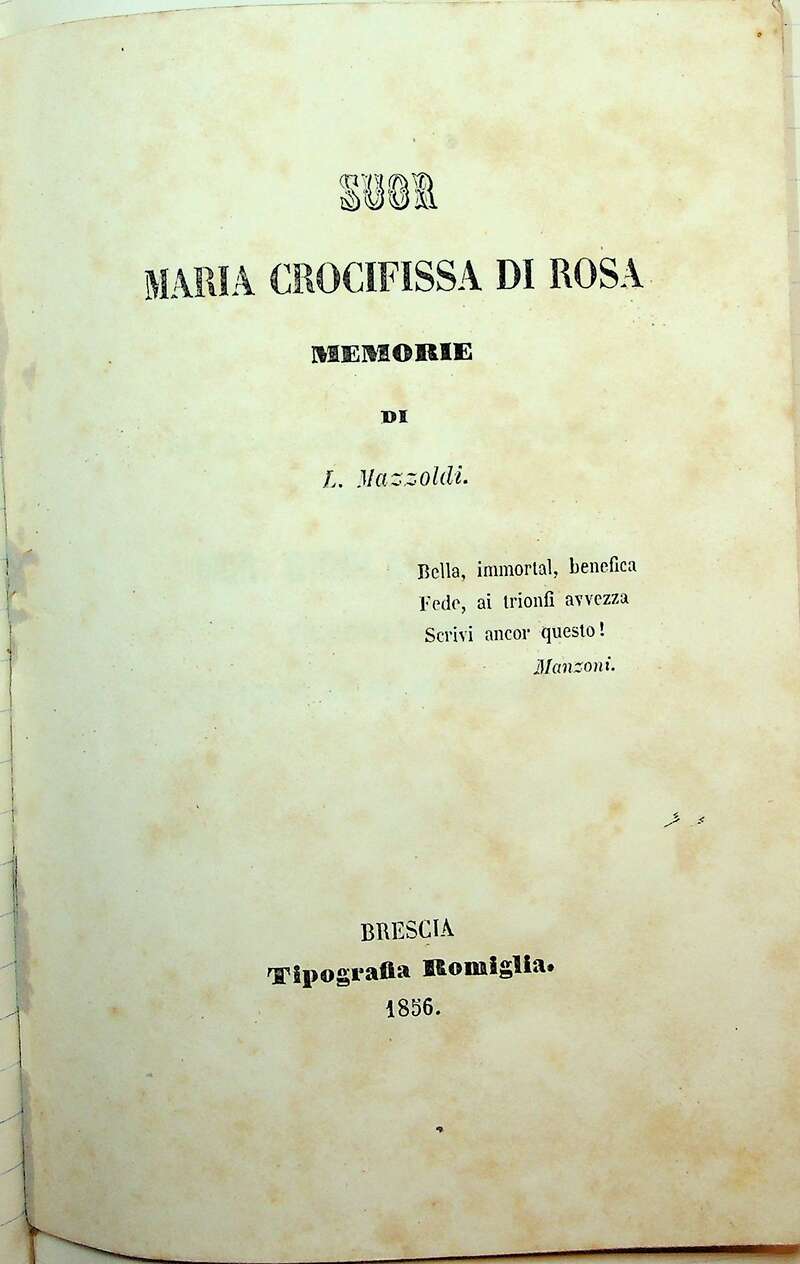 SUOR
MARIA CROCIFISSA DI ROSA
MEMORIE
DI
L. Mazzoldi.
Bella, immortal, benefica
Fede, ai trionfi avvezza
Scrivi ancor questo!
Manzoni.
BRESCIA
Tipografia Romiglia.
1856.